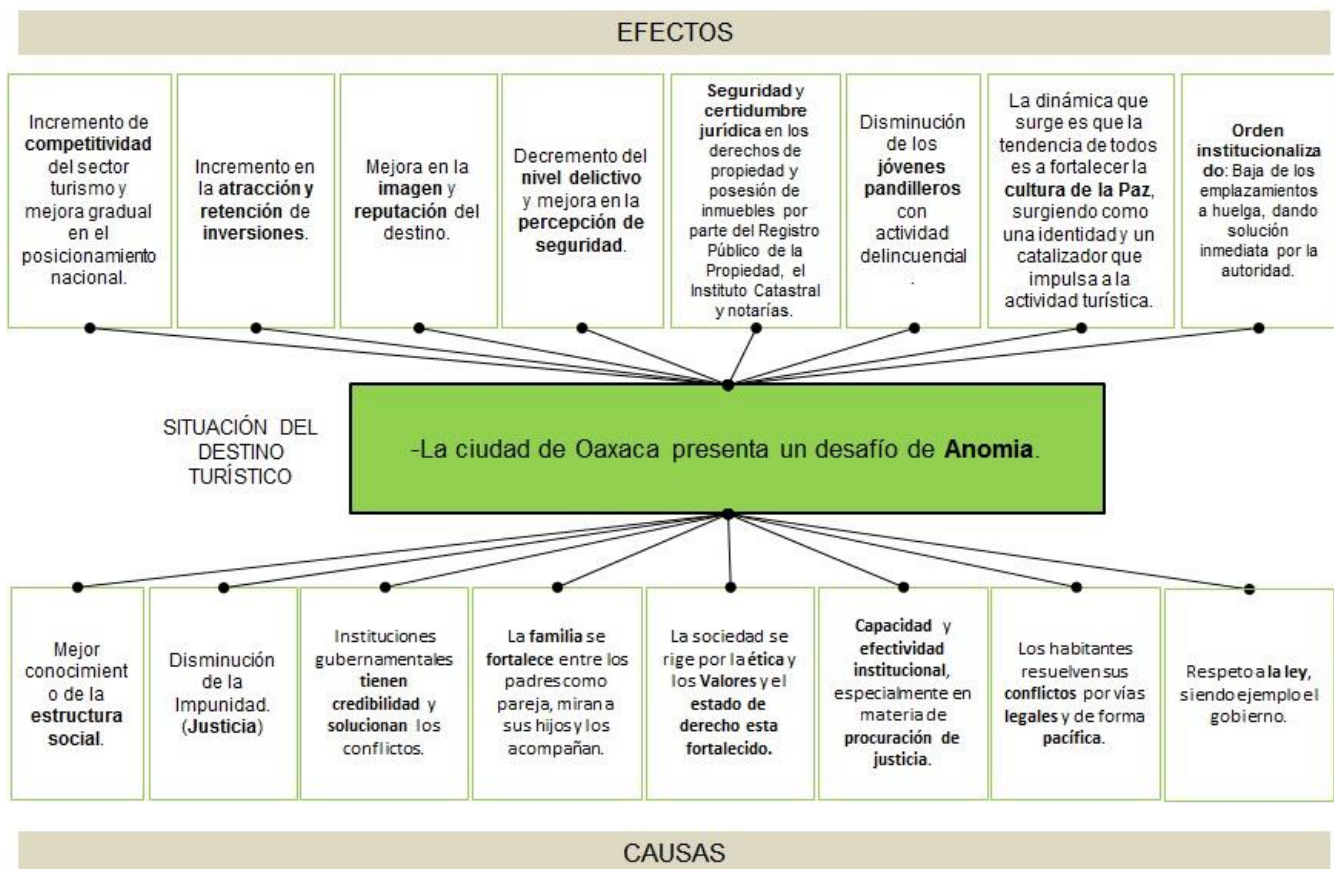 EFECTOS
Incremento de
competitividad
del sector
turismo y
mejora gradual
en el
posicionamiento
nacional.
Incremento en
la atracción y
retención de
inversiones.
Mejora en la
imagen y
reputación del
destino.
Decremento del
nivel delictivo
y mejora en la
percepción de
seguridad.
Seguridad y
certidumbre
jurídica en los
derechos de
propiedad y
posesión de
inmuebles por
parte del Registro
Público de la
Propiedad, el
Instituto Catastral
y notarías.
Disminución
de los
jóvenes
pandilleros
con
actividad
delincuencial
.
La dinámica que
surge es que la
tendencia de todos
es a fortalecer la
cultura de la Paz,
surgiendo como
una identidad y un
catalizador que
impulsa a la
actividad turística.
Orden
institucionaliza
do: Baja de los
emplazamientos
a huelga, dando
solución
inmediata por la
autoridad.
SITUACIÓN DEL
DESTINO
TURÍSTICO
-La ciudad de Oaxaca presenta un desafío de Anomia.
Mejor
conocimient
o de la
estructura
social.
Disminución
de la
Impunidad.
(Justicia)
Instituciones
gubernamentales
tienen
credibilidad y
solucionan los
conflictos.
La familia se
fortalece entre los
padres como
pareja, miran a
sus hijos y los
acompañan.
La sociedad se
rige por la ética y
los Valores y el
estado de
derecho esta
fortalecido.
Capacidad y
efectividad
institucional,
especialmente en
materia de
procuración de
justicia.
Los habitantes
resuelven sus
conflictos por vías
legales y de forma
pacífica.
Respeto a la ley,
siendo ejemplo el
gobierno.
CAUSAS